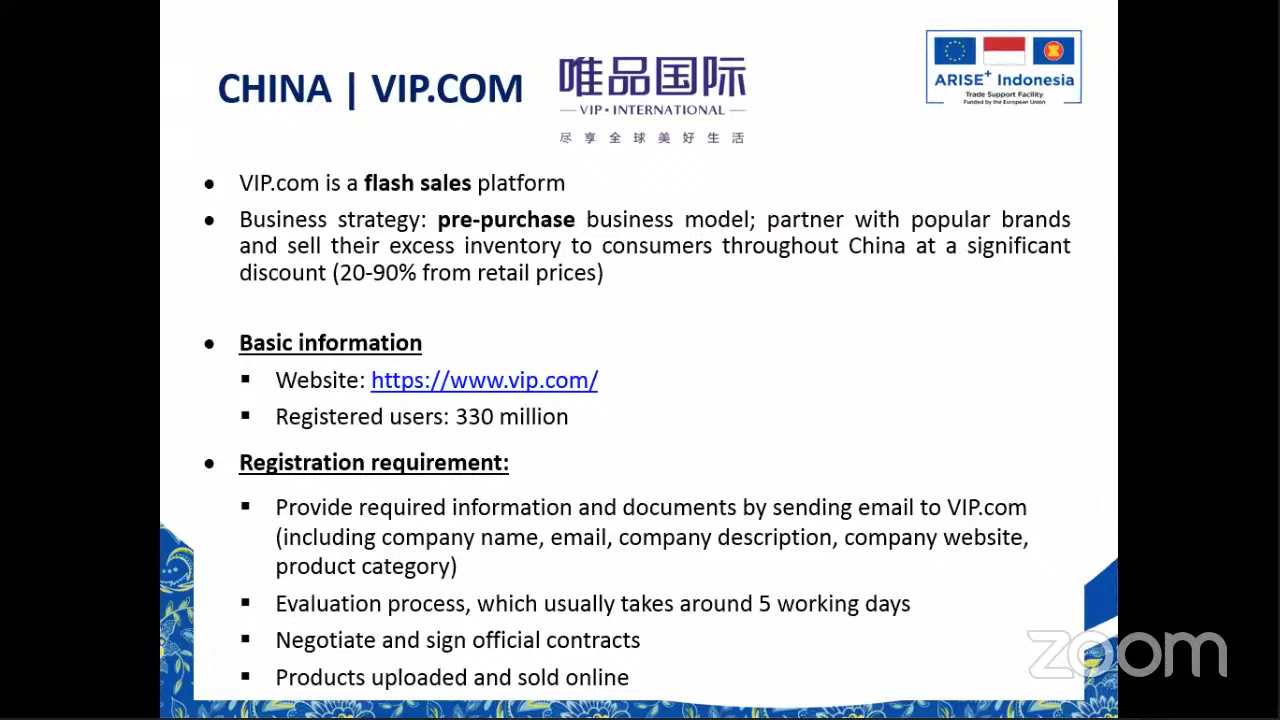 CHINA | VIP.COM
唯品国际
VIP•INTERNATIONAL
尽享全球美好生活
ARISE+ Indonesia
Trade Support Facility
Funded by the European Union
• VIP.com is a flash sales platform
• Business strategy: pre-purchase business model; partner with popular brands
and sell their excess inventory to consumers throughout China at a significant
discount (20-90% from retail prices)
• Basic information
▪ Website: https://www.vip.com/
▪ Registered users: 330 million
• Registration requirement:
▪ Provide required information and documents by sending email to VIP.com
(including company name, email, company description, company website,
product category)
▪ Evaluation process, which usually takes around 5 working days
▪ Negotiate and sign official contracts
▪ Products uploaded and sold online
zoom